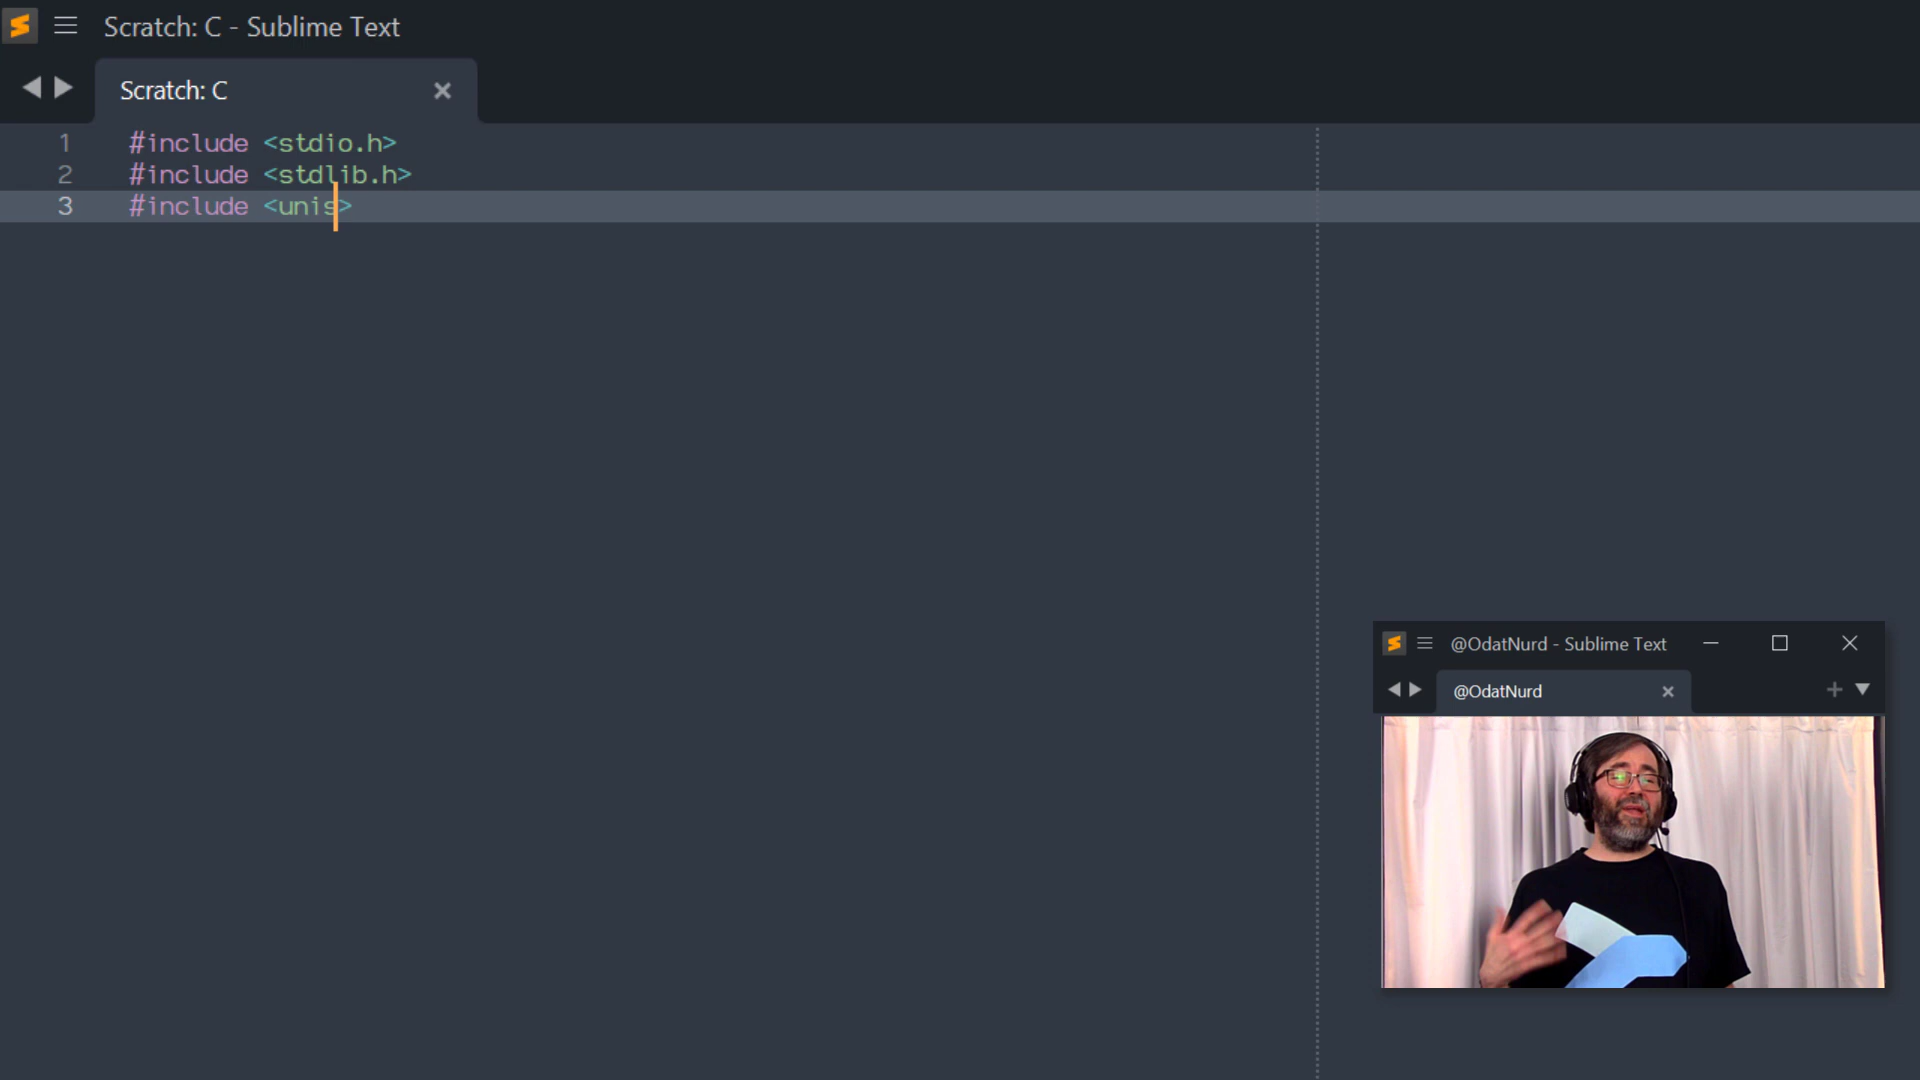 Scratch: C - Sublime Text
Scratch: C
1 #include <stdio.h>
2 #include <stdlib.h>
3 #include <unis>
@OdatNurd - Sublime Text
@OdatNurd